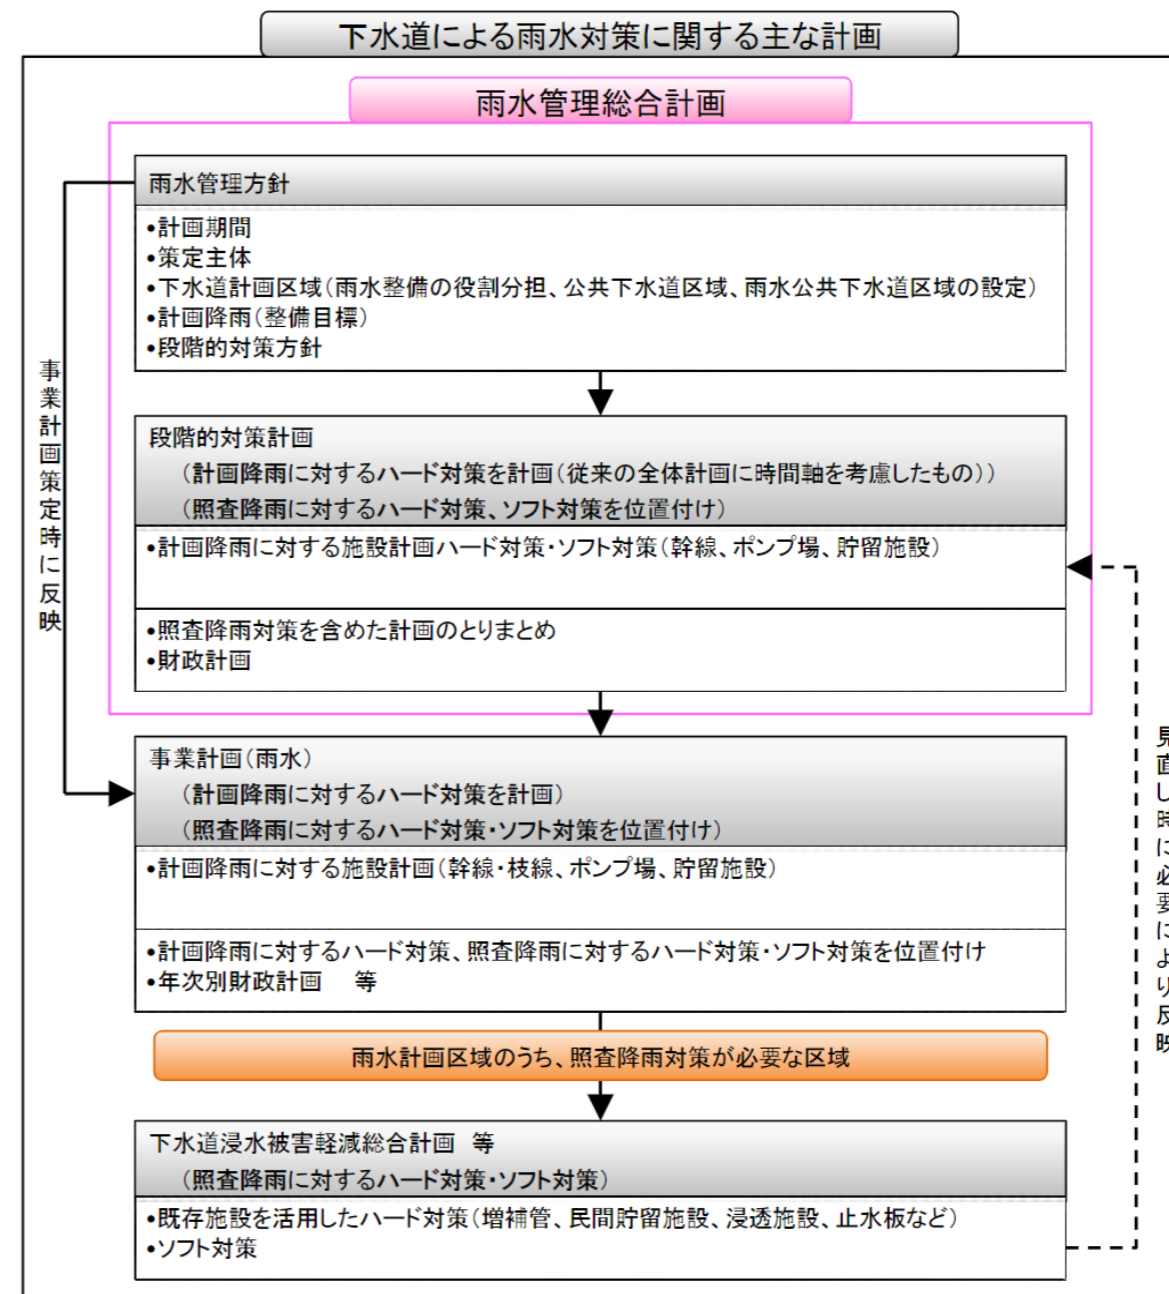 下水道による雨水対策に関する主な計画
雨水管理総合計画
雨水管理方針
•計画期間
•策定主体
•下水道計画区域(雨水整備の役割分担、公共下水道区域、雨水公共下水道区域の設定)
•計画降雨(整備目標)
•段階的対策方針
事業計画策定時に反映
段階的対策計画
(計画降雨に対するハード対策を計画(従来の全体計画に時間軸を考慮したもの))
(照査降雨に対するハード対策、ソフト対策を位置付け)
•計画降雨に対する施設計画ハード対策・ソフト対策(幹線、ポンプ場、貯留施設)
•照査降雨対策を含めた計画のとりまとめ
•財政計画
事業計画(雨水)
(計画降雨に対するハード対策を計画)
(照査降雨に対するハード対策・ソフト対策を位置付け)
•計画降雨に対する施設計画(幹線・枝線、ポンプ場、貯留施設)
•計画降雨に対するハード対策、照査降雨に対するハード対策・ソフト対策を位置付け
•年次別財政計画 等
見直し時に必要により反映
雨水計画区域のうち、照査降雨対策が必要な区域
下水道浸水被害軽減総合計画 等
(照査降雨に対するハード対策・ソフト対策)
•既存施設を活用したハード対策(増補管、民間貯留施設、浸透施設、止水板など)
•ソフト対策